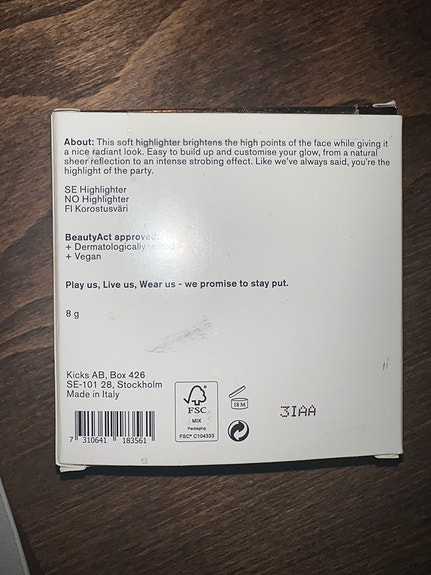 About: This soft highlighter brightens the high points of the face while giving it
a nice radiant look. Easy to build up and customise your glow, from a natural
sheer reflection to an intense strobing effect. Like we've always said, you're the
highlight of the party.
SE Highlighter
NO Highlighter
FI Korostusväri
BeautyAct approved:
+ Dermatologically tested
+ Vegan
Play us, Live us, Wear us - we promise to stay put.
8 g
Kicks AB, Box 426
SE-101 28, Stockholm
Made in Italy
7 310641 183561
FSC
MIX
Packaging
FSC® C104333
18 M
3IAA